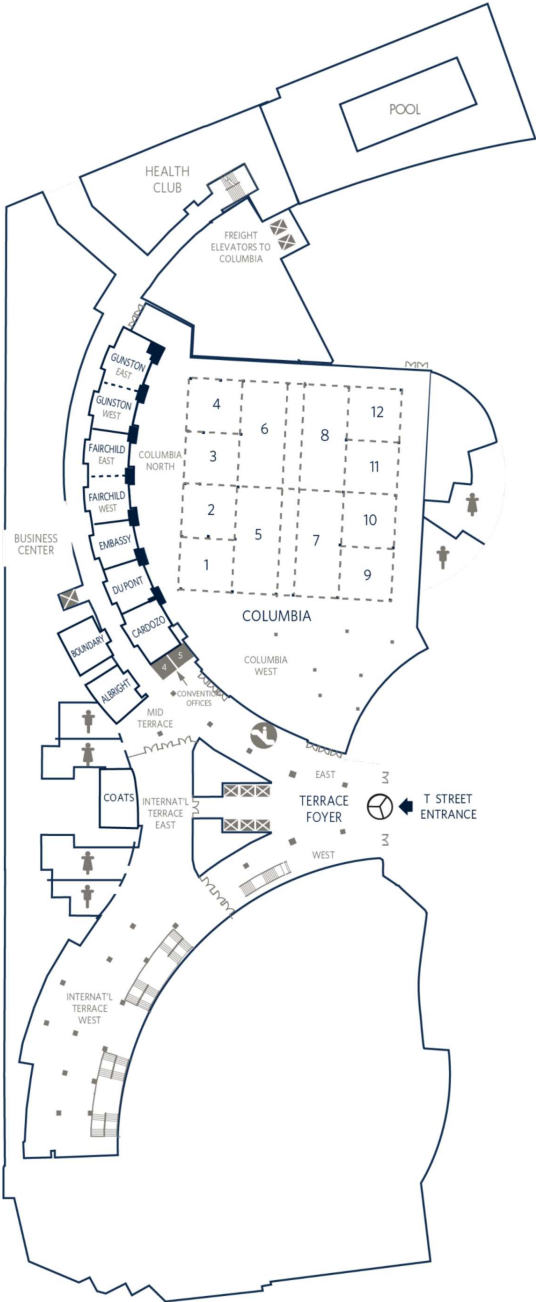 POOL
HEALTH
CLUB
FREIGHT
ELEVATORS TO
COLUMBIA
GUNSTON
EAST
GUNSTON
WEST
FAIRCHILD
EAST
FAIRCHILD
WEST
EMBASSY
DUPONT
CARDOZO
COLUMBIA
NORTH
4
3
2
1
6
5
8
7
12
11
10
9
COLUMBIA
COLUMBIA
WEST
BUSINESS
CENTER
BOUNDARY
ALBRIGHT
4
5
CONVENTION
OFFICES
MID
TERRACE
COATS
INTERNAT'L
TERRACE
EAST
EAST
TERRACE
FOYER
WEST
T STREET
ENTRANCE
INTERNAT'L
TERRACE
WEST